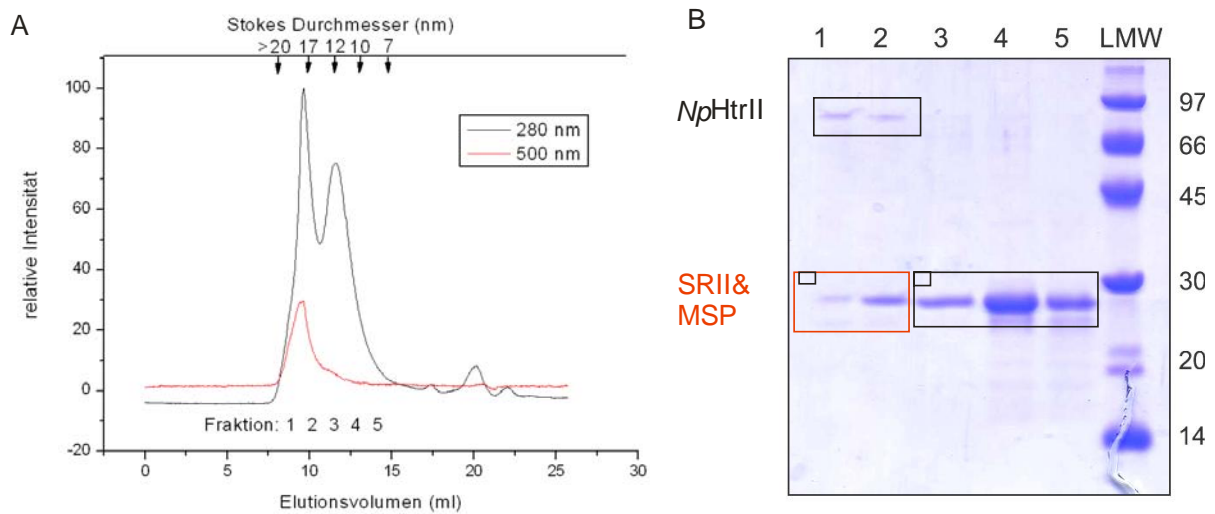 A
Stokes Durchmesser (nm)
>20 17 12 10 7
relative Intensität
100
80
60
40
20
0
-20
280 nm
500 nm
Fraktion: 1 2 3 4 5
0 5 10 15 20 25 30
Elutionsvolumen (ml)
B
1 2 3 4 5 LMW
NpHtrII
SRII&
MSP
97
66
45
30
20
14